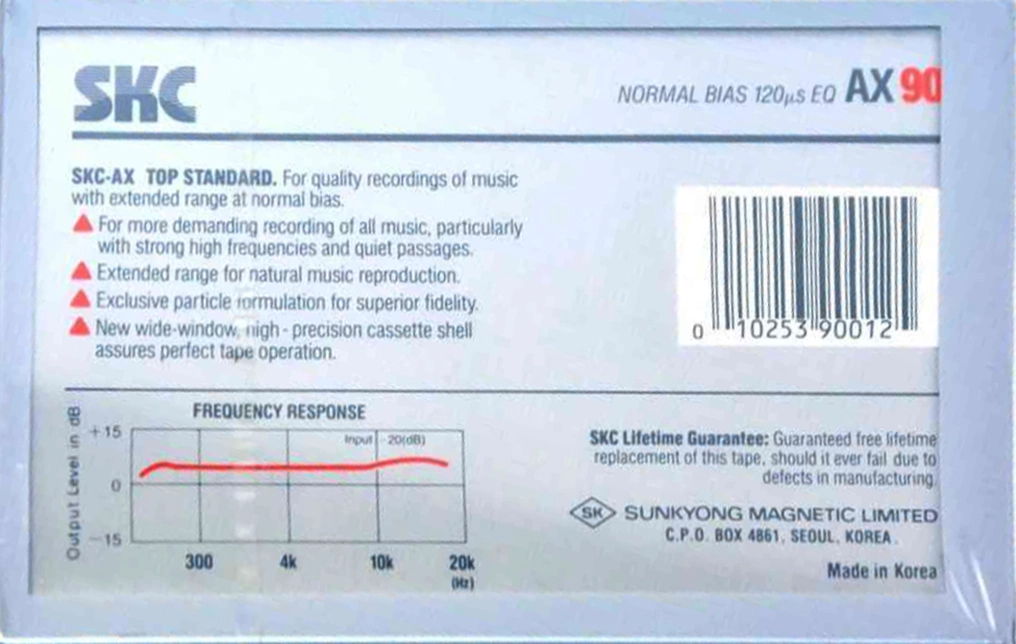 SKC
NORMAL BIAS 120µs EQ AX 90
SKC-AX TOP STANDARD. For quality recordings of music
with extended range at normal bias.
For more demanding recording of all music, particularly
with strong high frequencies and quiet passages.
Extended range for natural music reproduction.
Exclusive particle formulation for superior fidelity.
New wide-window, high-precision cassette shell
assures perfect tape operation.
0 10253 90012
FREQUENCY RESPONSE
Output Level in dB
+15
Input -20(dB)
0
-15
300 4k 10k 20k
(Hz)
SKC Lifetime Guarantee: Guaranteed free lifetime
replacement of this tape, should it ever fail due to
defects in manufacturing.
SK SUNKYONG MAGNETIC LIMITED
C.P.O. BOX 4861, SEOUL, KOREA.
Made in Korea